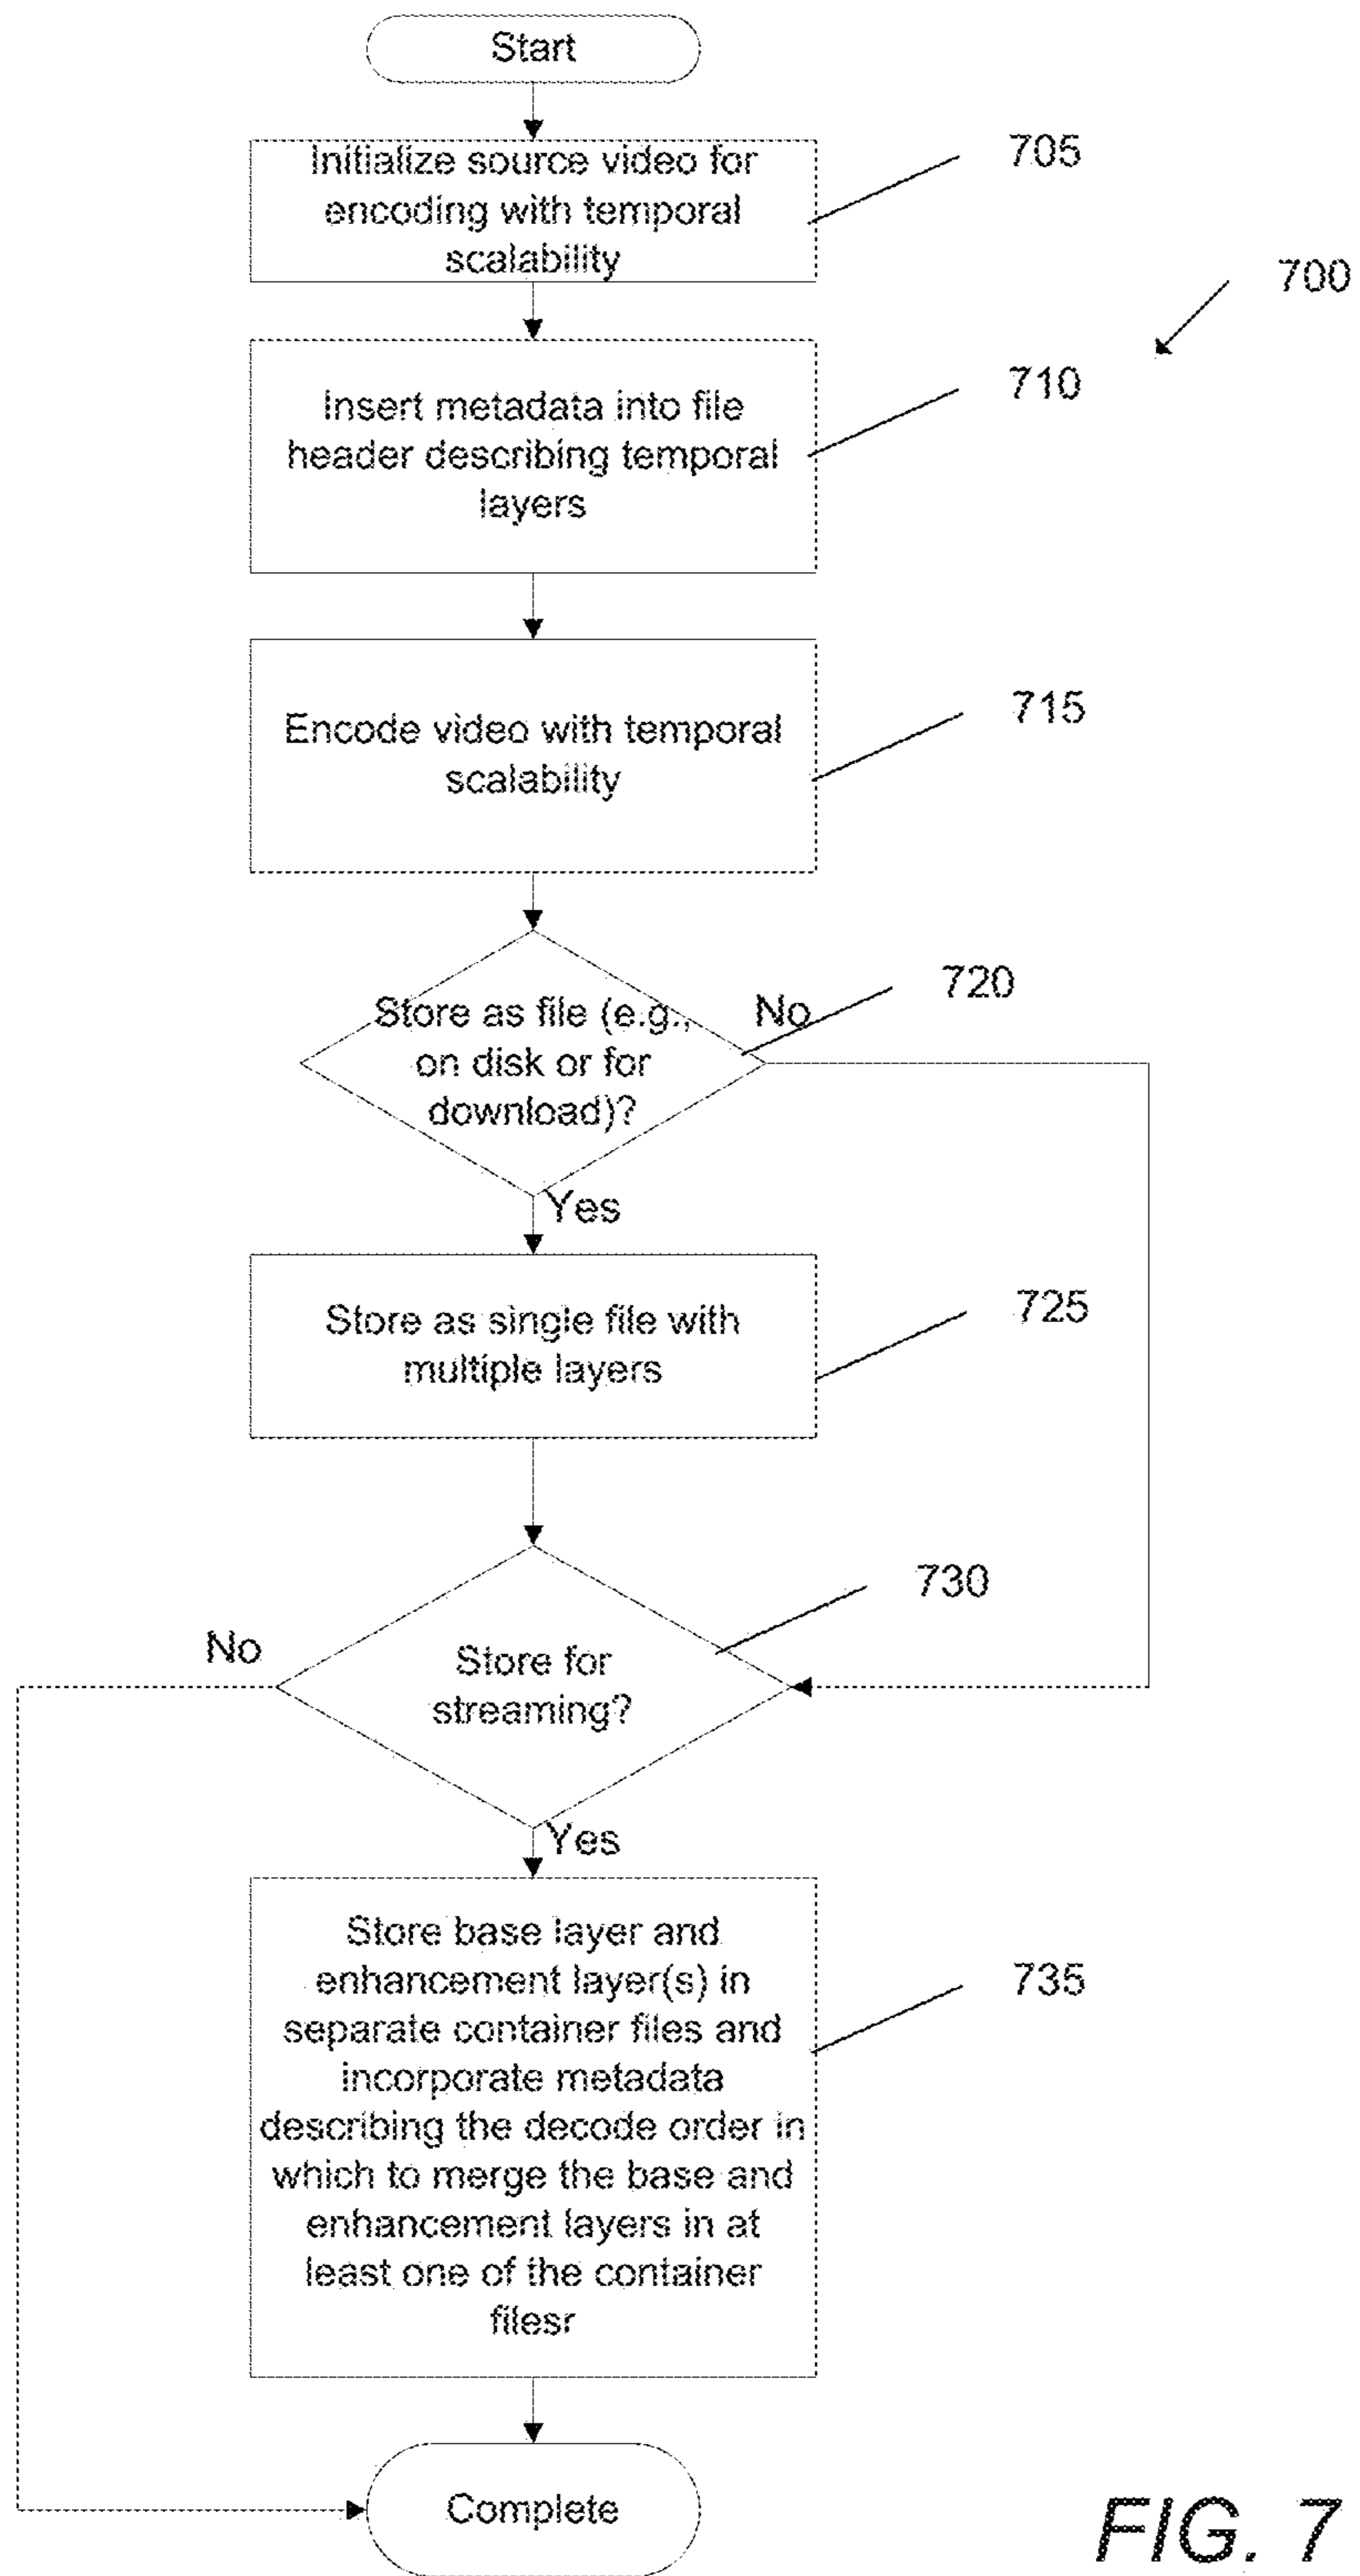 Start
Initialize source video for
encoding with temporal
scalability
705
700
Insert metadata into file
header describing temporal
layers
710
Encode video with temporal
scalability
715
Store as file (e.g.,
on disk or for
download)?
No
720
Yes
Store as single file with
multiple layers
725
730
No
Store for
streaming?
Yes
Store base layer and
enhancement layer(s) in
separate container files and
incorporate metadata
describing the decode order in
which to merge the base and
enhancement layers in at
least one of the container
filesr
735
Complete
FIG. 7